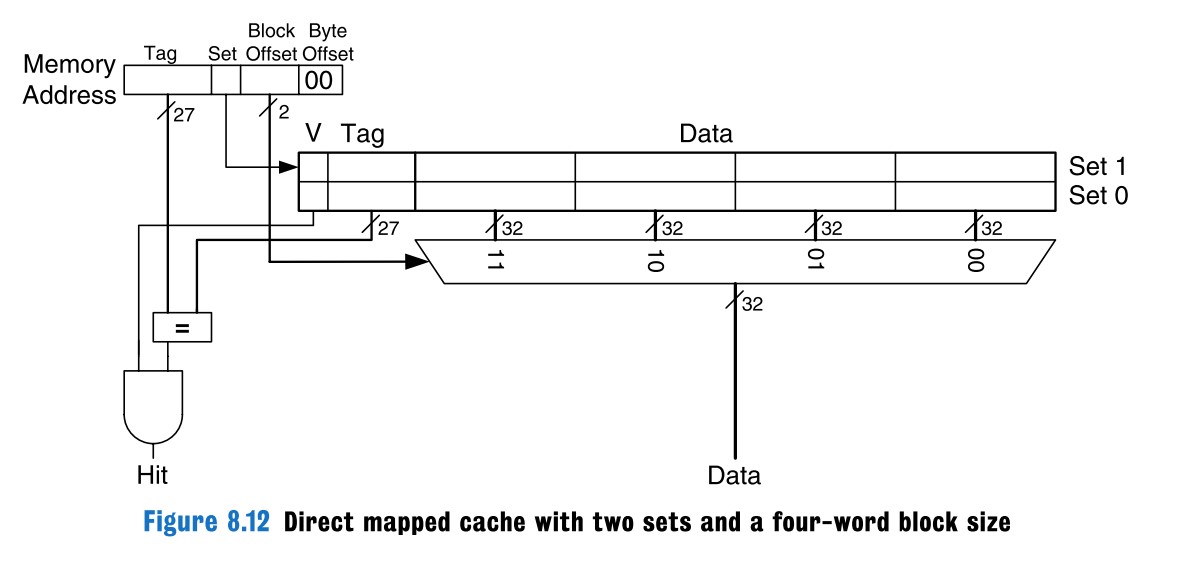 Block Byte
Tag Set Offset Offset
Memory
Address
00
27
2
V Tag Data
Set 1
Set 0
27 32 32 32 32
11 10 01 00
=
32
Hit Data
Figure 8.12 Direct mapped cache with two sets and a four-word block size